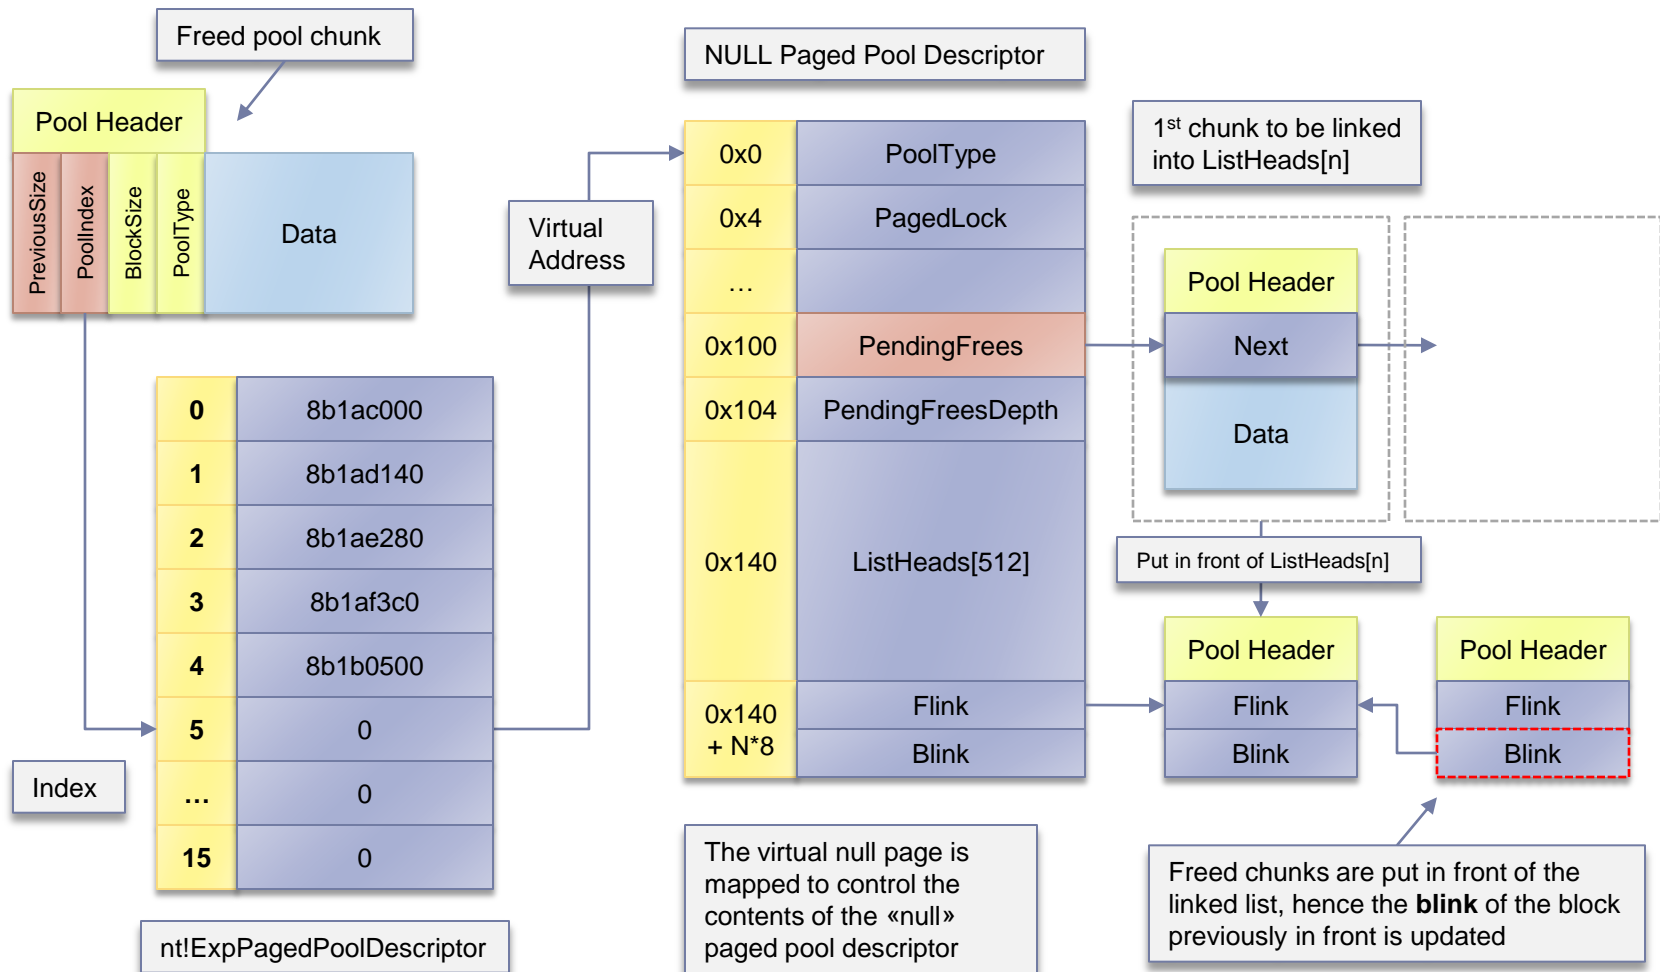 Freed pool chunk
Pool Header
PreviousSize
PoolIndex
BlockSize
PoolType
Data
Index
0 8b1ac000
1 8b1ad140
2 8b1ae280
3 8b1af3c0
4 8b1b0500
5 0
... 0
15 0
nt!ExpPagedPoolDescriptor
Virtual
Address
NULL Paged Pool Descriptor
0x0 PoolType
0x4 PagedLock
…
0x100 PendingFrees
0x104 PendingFreesDepth
0x140 ListHeads[512]
0x140
+ N*8
Flink
Blink
The virtual null page is
mapped to control the
contents of the «null»
paged pool descriptor
1st chunk to be linked
into ListHeads[n]
Pool Header
Next
Data
Put in front of ListHeads[n]
Pool Header
Flink
Blink
Pool Header
Flink
Blink
Freed chunks are put in front of the
linked list, hence the blink of the block
previously in front is updated